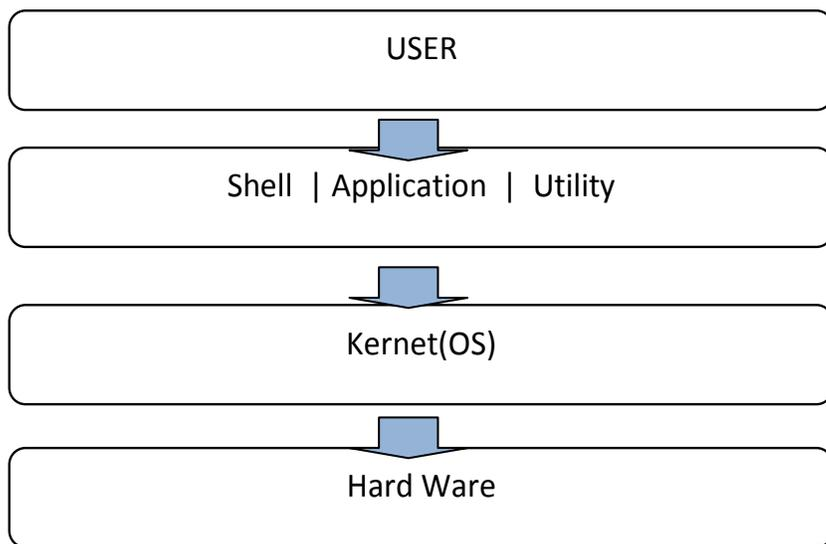 USER
Shell | Application | Utility
Kernet(OS)
Hard Ware